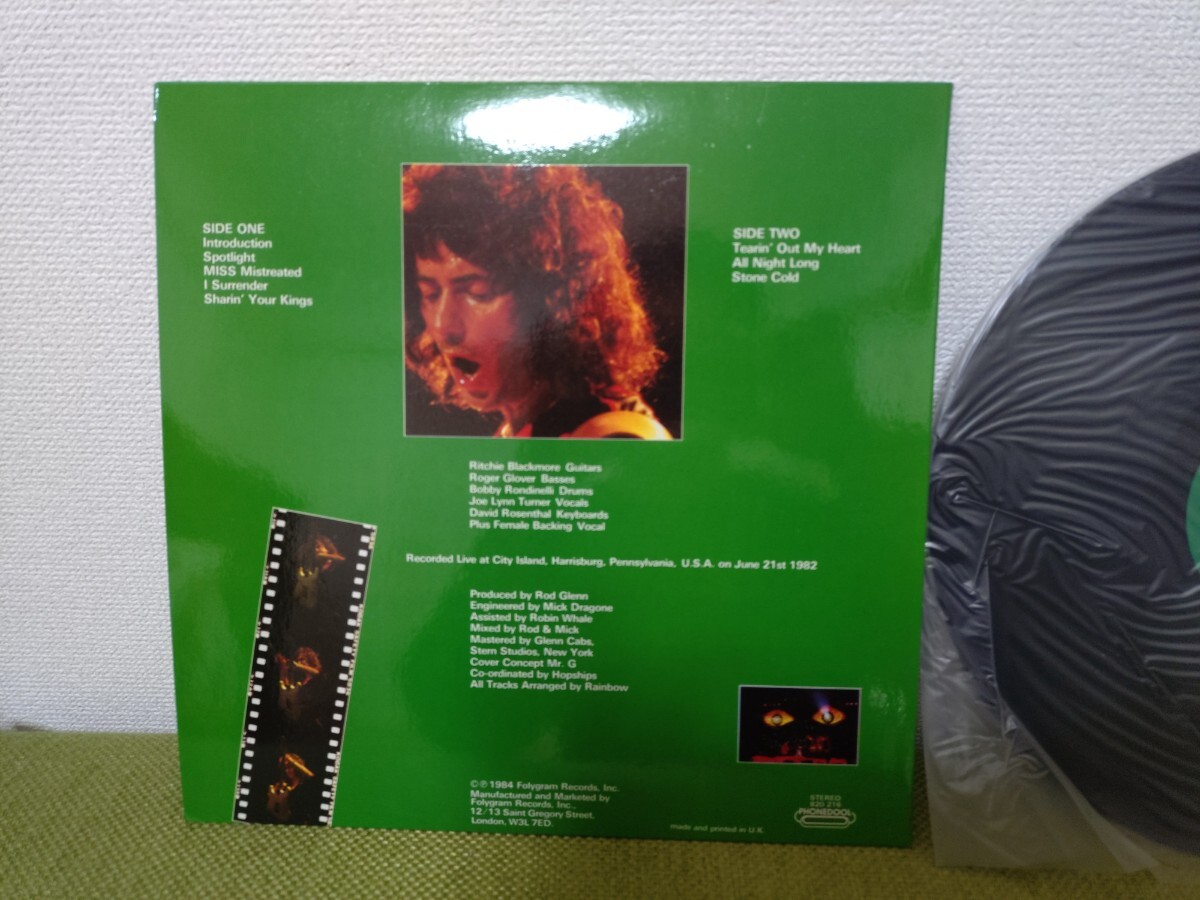 SIDE ONE
Introduction
Spotlight
MISS Mistreated
I Surrender
Sharin' Your Kings
SIDE TWO
Tearin' Out My Heart
All Night Long
Stone Cold
Ritchie Blackmore Guitars
Roger Glover Basses
Bobby Rondinelli Drums
Joe Lynn Turner Vocals
David Rosenthal Keyboards
Plus Female Backing Vocal
Recorded Live at City Island, Harrisburg, Pennsylvania, U.S.A. on June 21st 1982
Produced by Rod Glenn
Engineered by Mick Dragone
Assisted by Robin Whale
Mixed by Rod & Mick
Mastered by Glenn Cabs,
Stern Studios, New York
Cover Concept Mr. G
Co-ordinated by Hopships
All Tracks Arranged by Rainbow
©℗ 1984 Folygram Records, Inc.
Manufactured and Marketed by
Folygram Records, Inc.,
12/13 Saint Gregory Street,
London, W3L 7ED.
made and printed in U.K.
STEREO
820 218
PHONEDOOL